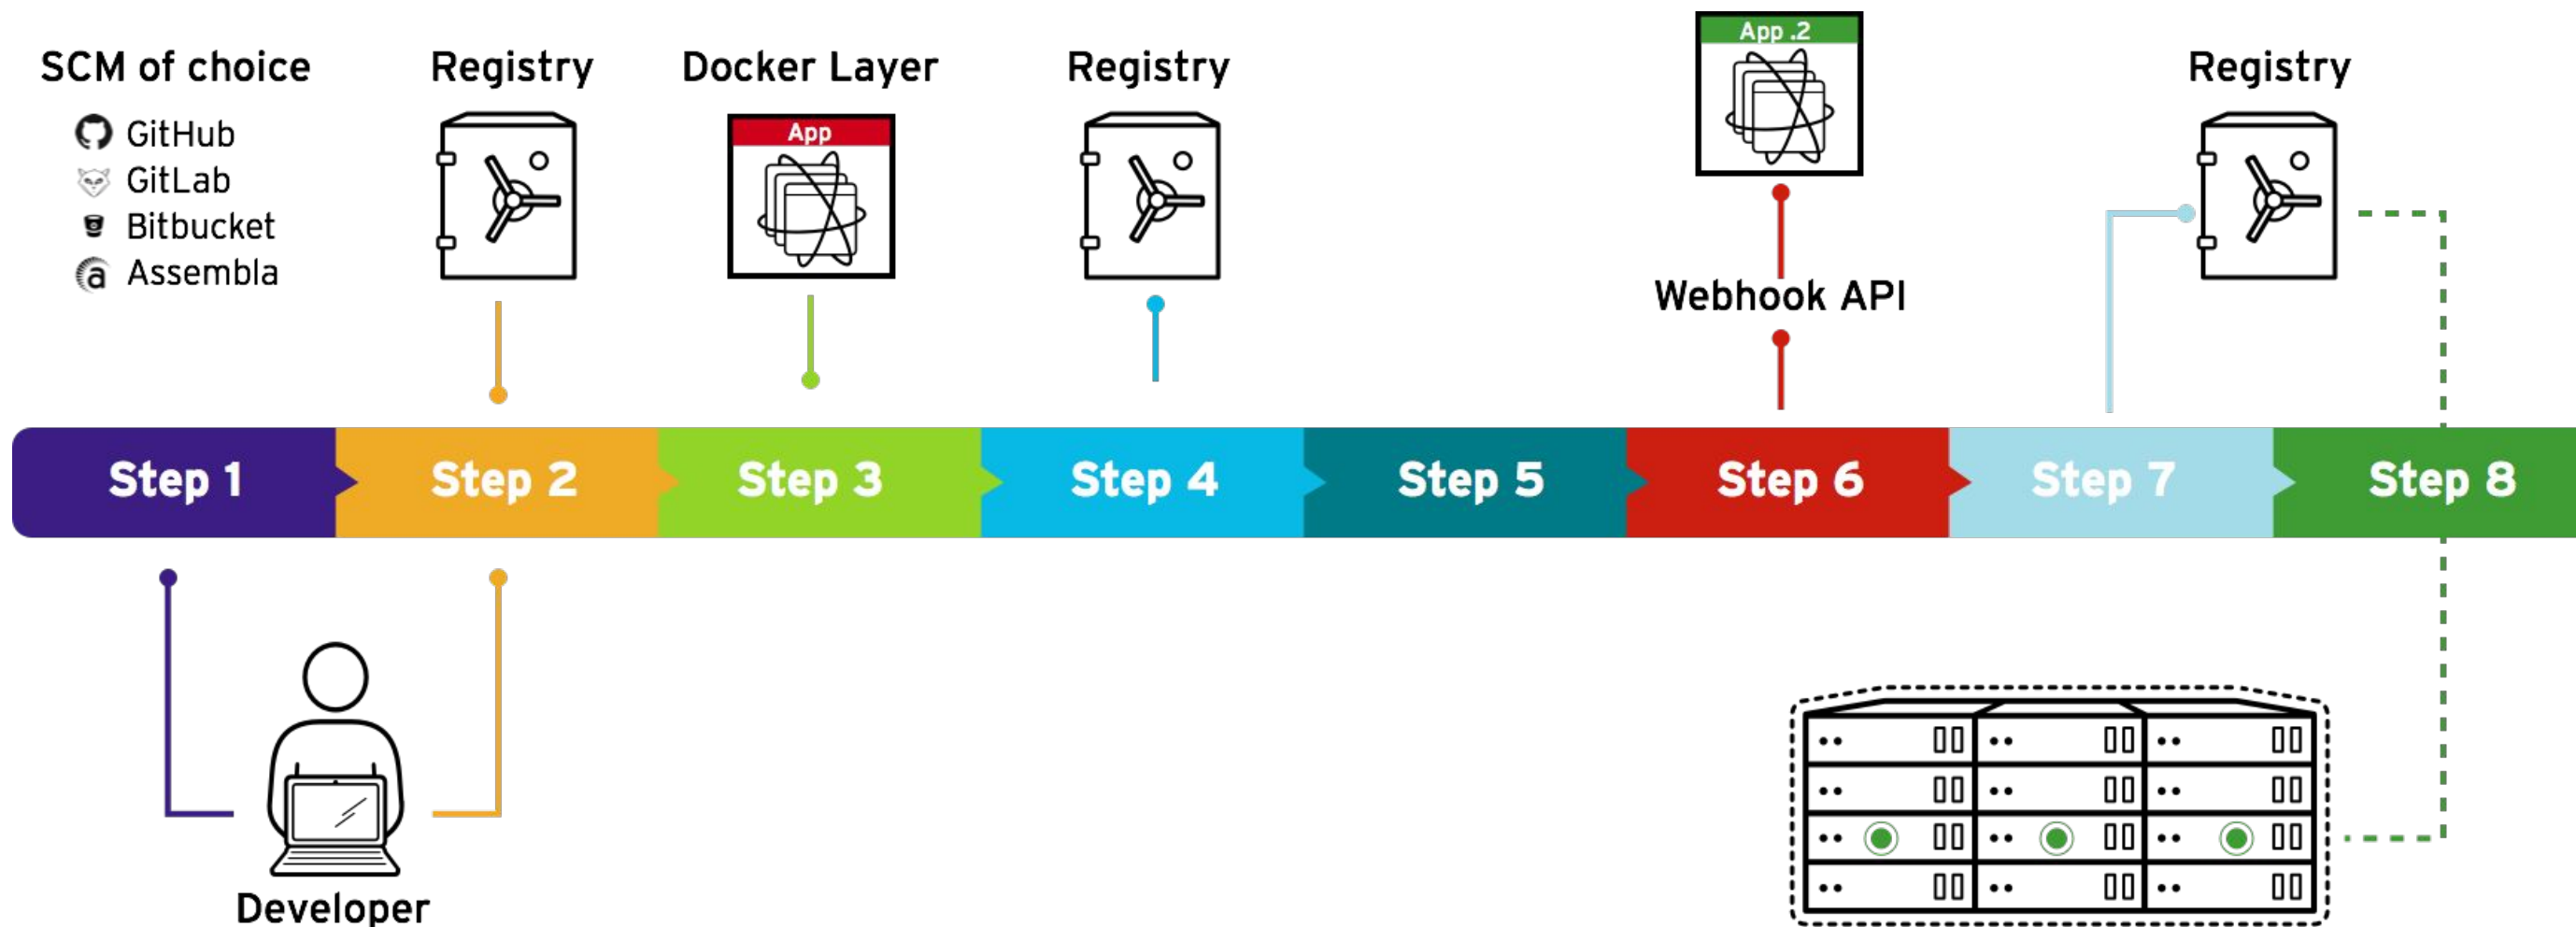 SCM of choice
GitHub
GitLab
Bitbucket
Assembla
Registry
Docker Layer
App
Registry
App .2
Webhook API
Registry
Step 1
Step 2
Step 3
Step 4
Step 5
Step 6
Step 7
Step 8
Developer